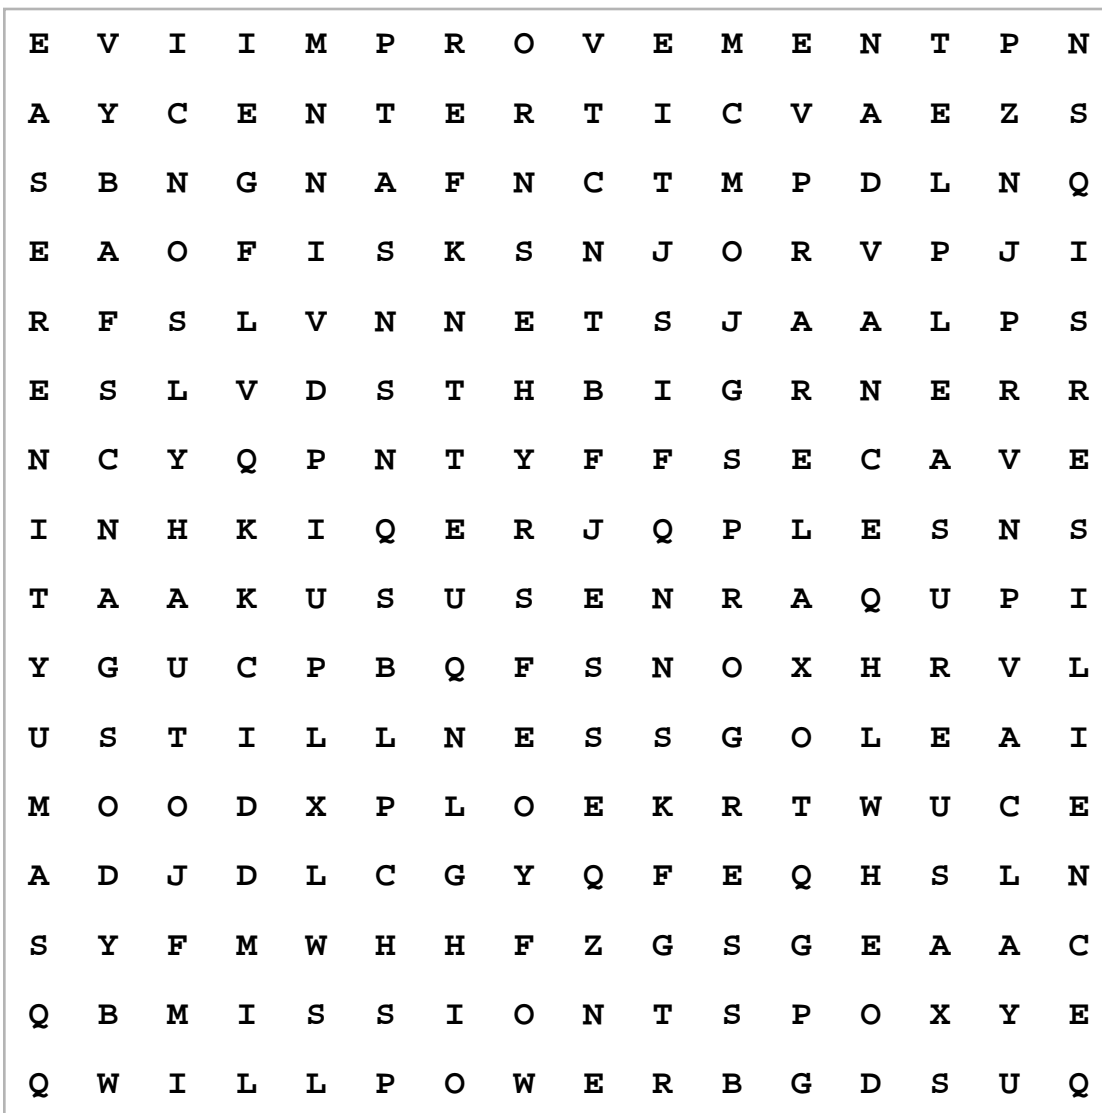 E V I I M P R O V E M E N T P N
A Y C E N T E R T I C V A E Z S
S B N G N A F N C T M P D L N Q
E A O F I S K S N J O R V P J I
R F S L V N N E T S J A A L P S
E S L V D S T H B I G R N E R R
N C Y Q P N T Y F F S E C A V E
I N H K I Q E R J Q P L E S N S
T A A K U S U S E N R A Q U P I
Y G U C P B Q F S N O X H R V L
U S T I L L N E S S G O L E A I
M O O D X P L O E K R T W U C E
A D J D L C G Y Q F E Q H S L N
S Y F M W H H F Z G S G E A A C
Q B M I S S I O N T S P O X Y E
Q W I L L P O W E R B G D S U Q